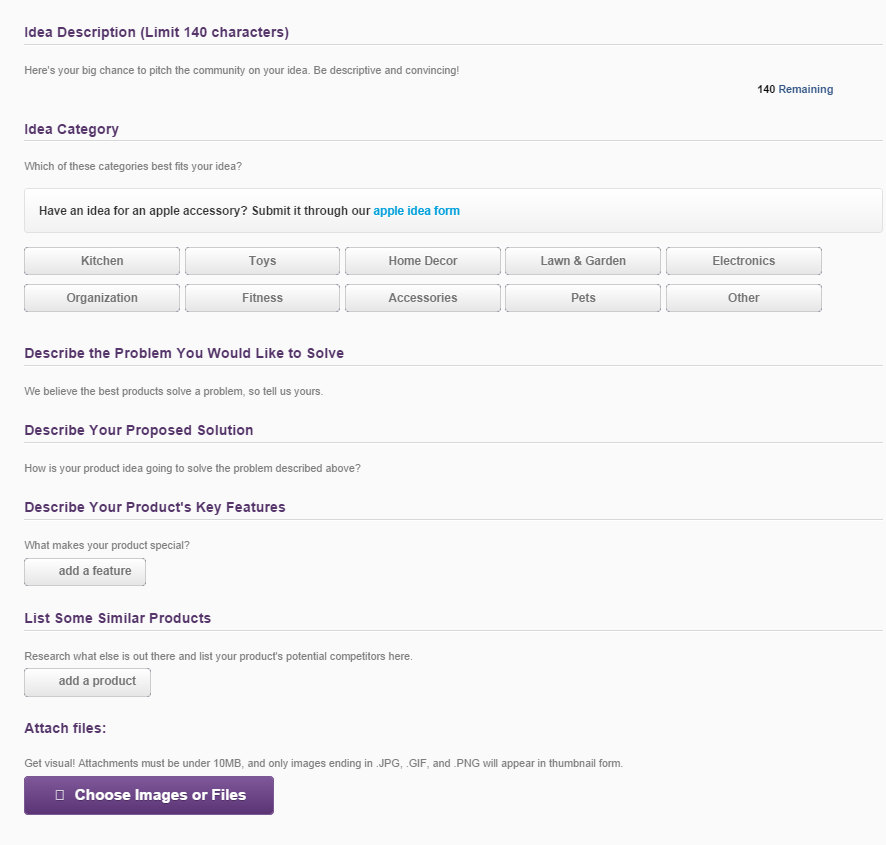 Idea Description (Limit 140 characters)
Here's your big chance to pitch the community on your idea. Be descriptive and convincing!
140 Remaining
Idea Category
Which of these categories best fits your idea?
Have an idea for an apple accessory? Submit it through our apple idea form
Kitchen Toys Home Decor Lawn & Garden Electronics
Organization Fitness Accessories Pets Other
Describe the Problem You Would Like to Solve
We believe the best products solve a problem, so tell us yours.
Describe Your Proposed Solution
How is your product idea going to solve the problem described above?
Describe Your Product's Key Features
What makes your product special?
add a feature
List Some Similar Products
Research what else is out there and list your product's potential competitors here.
add a product
Attach files:
Get visual! Attachments must be under 10MB, and only images ending in .JPG, .GIF, and .PNG will appear in thumbnail form.
Choose Images or Files